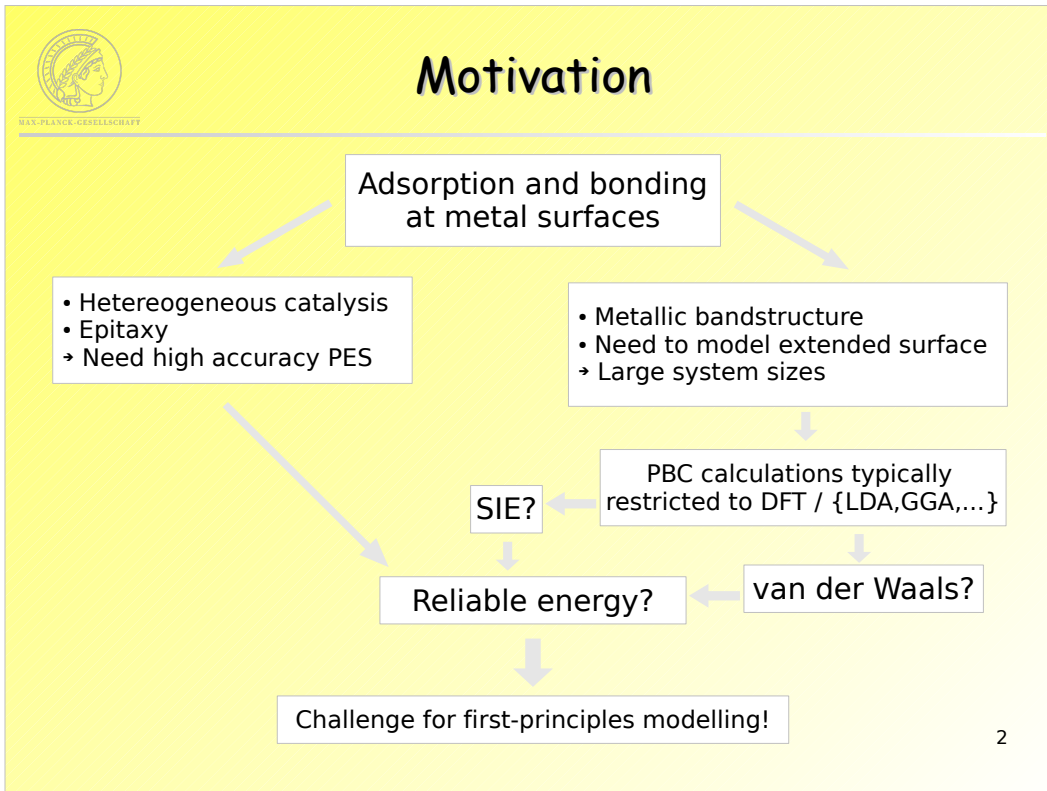 MAX-PLANCK-GESELLSCHAFT
Motivation
Adsorption and bonding
at metal surfaces
• Hetereogeneous catalysis
• Epitaxy
➔ Need high accuracy PES
• Metallic bandstructure
• Need to model extended surface
➔ Large system sizes
PBC calculations typically
restricted to DFT / {LDA,GGA,...}
SIE?
van der Waals?
Reliable energy?
Challenge for first-principles modelling!
2